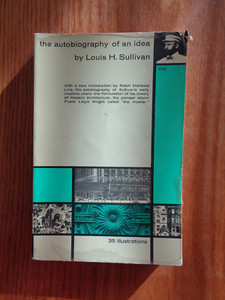 the autobiography of an idea
by Louis H. Sullivan
with a new introduction by Ralph Marlowe
Line, the autobiography of Sullivan's early
creative years, the formulation of his theory
of modern architecture, the pioneer whom
Frank Lloyd Wright called "the master."
35 illustrations